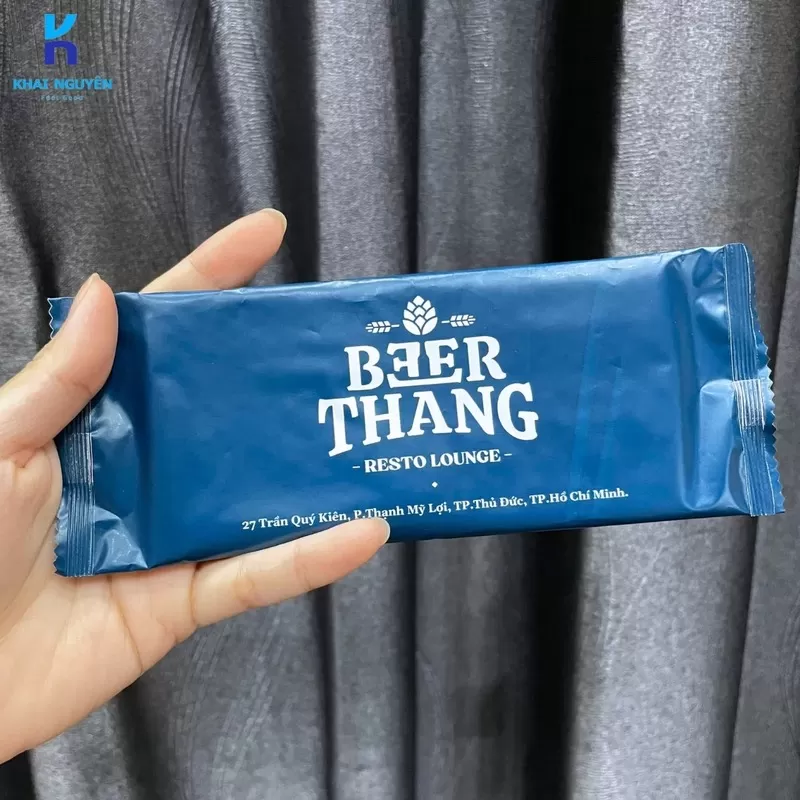 KHAI NGUYÊN
BEER
THANG
- RESTO LOUNGE -
27 Trần Quý Kiên, P.Thạnh Mỹ Lợi, TP.Thủ Đức, TP.Hồ Chí Minh.